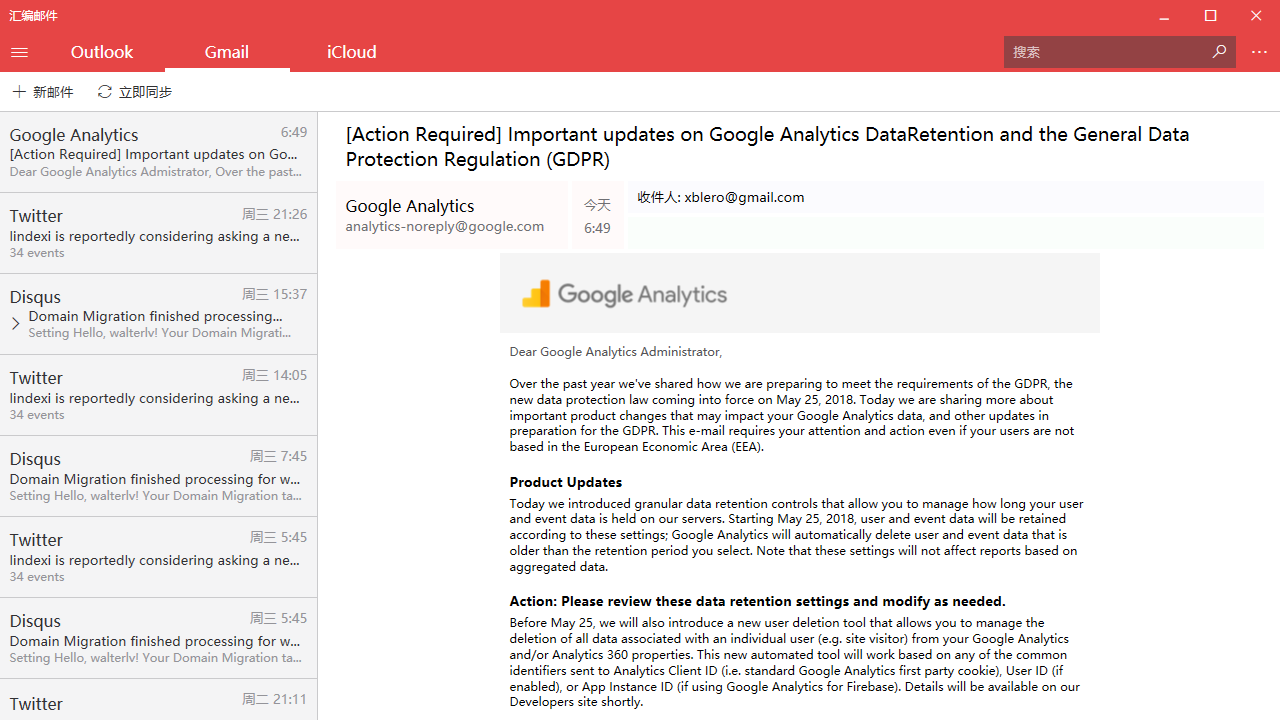 汇编邮件
Outlook
Gmail
iCloud
搜索
新邮件
立即同步
Google Analytics
6:49
[Action Required] Important updates on Go...
Dear Google Analytics Admistrator, Over the past...
Twitter
周三 21:26
lindexi is reportedly considering asking a ne...
34 events
Disqus
周三 15:37
Domain Migration finished processing...
Setting Hello, walterlv! Your Domain Migrati...
Twitter
周三 14:05
lindexi is reportedly considering asking a ne...
34 events
Disqus
周三 7:45
Domain Migration finished processing for w...
Setting Hello, walterlv! Your Domain Migration ta...
Twitter
周三 5:45
lindexi is reportedly considering asking a ne...
34 events
Disqus
周三 5:45
Domain Migration finished processing for w...
Setting Hello, walterlv! Your Domain Migration ta...
Twitter
周二 21:11
[Action Required] Important updates on Google Analytics DataRetention and the General Data
Protection Regulation (GDPR)
Google Analytics
analytics-noreply@google.com
今天
6:49
收件人: xblero@gmail.com
Google Analytics
Dear Google Analytics Administrator,
Over the past year we've shared how we are preparing to meet the requirements of the GDPR, the
new data protection law coming into force on May 25, 2018. Today we are sharing more about
important product changes that may impact your Google Analytics data, and other updates in
preparation for the GDPR. This e-mail requires your attention and action even if your users are not
based in the European Economic Area (EEA).
Product Updates
Today we introduced granular data retention controls that allow you to manage how long your user
and event data is held on our servers. Starting May 25, 2018, user and event data will be retained
according to these settings; Google Analytics will automatically delete user and event data that is
older than the retention period you select. Note that these settings will not affect reports based on
aggregated data.
Action: Please review these data retention settings and modify as needed.
Before May 25, we will also introduce a new user deletion tool that allows you to manage the
deletion of all data associated with an individual user (e.g. site visitor) from your Google Analytics
and/or Analytics 360 properties. This new automated tool will work based on any of the common
identifiers sent to Analytics Client ID (i.e. standard Google Analytics first party cookie), User ID (if
enabled), or App Instance ID (if using Google Analytics for Firebase). Details will be available on our
Developers site shortly.